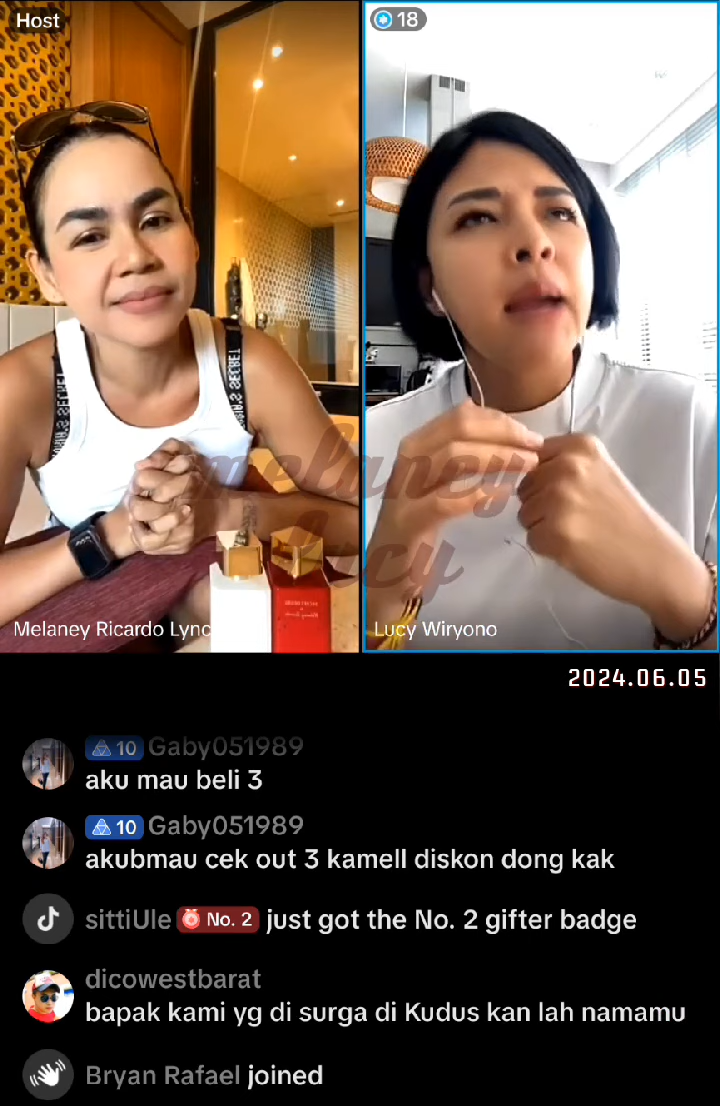 Host
18
Melaney Ricardo Lync
Lucy Wiryono
melaney
lucy
2024.06.05
10 Gaby051989
aku mau beli 3
10 Gaby051989
akubmau cek out 3 kamell diskon dong kak
sittiUle No. 2 just got the No. 2 gifter badge
dicowestbarat
bapak kami yg di surga di Kudus kan lah namamu
Bryan Rafael joined